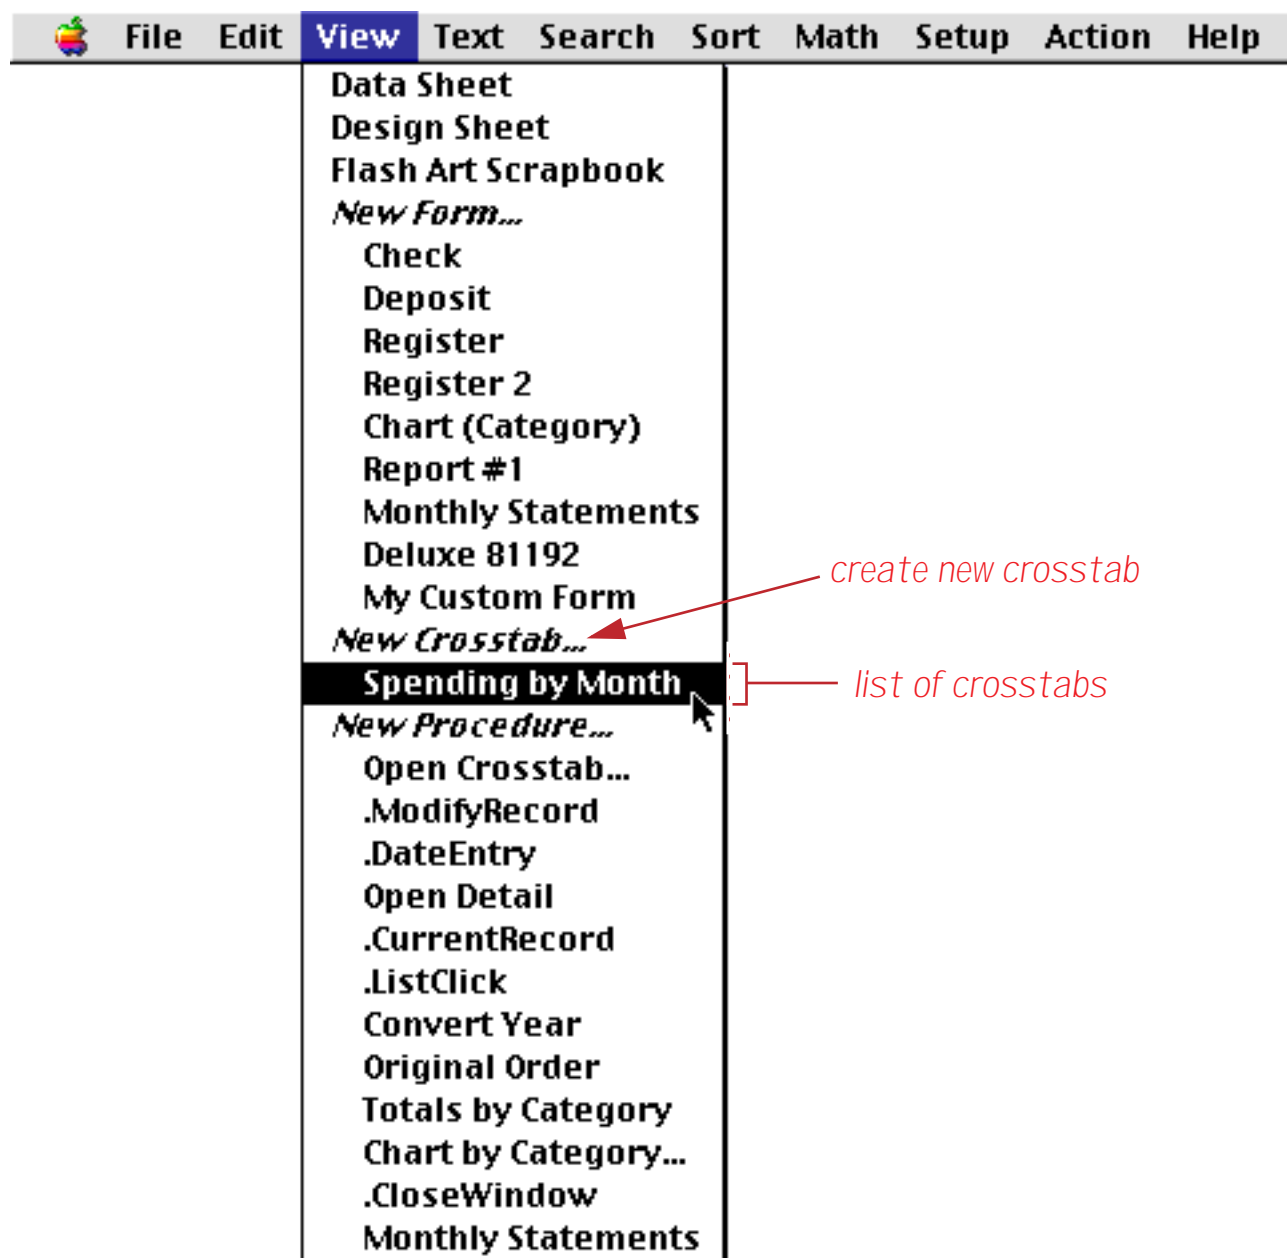 File Edit View Text Search Sort Math Setup Action Help
Data Sheet
Design Sheet
Flash Art Scrapbook
New Form...
Check
Deposit
Register
Register 2
Chart (Category)
Report #1
Monthly Statements
Deluxe 81192
create new crosstab
My Custom Form
New Crosstab...
Spending by Month
list of crosstabs
New Procedure...
Open Crosstab...
.ModifyRecord
.DateEntry
Open Detail
.CurrentRecord
.ListClick
Convert Year
Original Order
Totals by Category
Chart by Category...
.CloseWindow
Monthly Statements